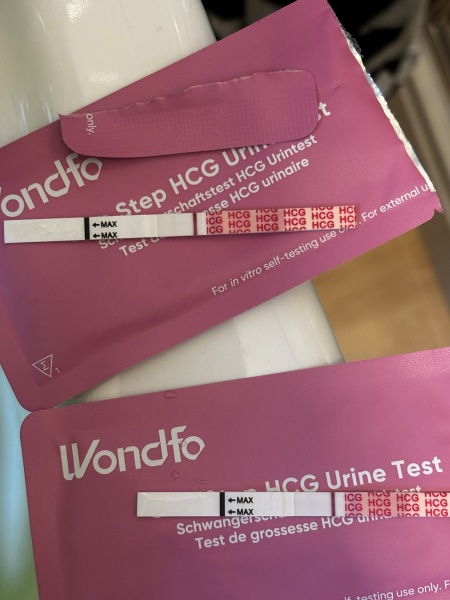 only.
Wondfo
Step HCG Urine Test
Schwangerschaftstest HCG Urintest
Test de grossesse HCG urinaire
←MAX
←MAX
HCG HCG HCG HCG HCG
HCG HCG HCG HCG HCG
HCG HCG HCG HCG HCG
For in vitro self-testing use only. For external u
Σ
1
Wondfo
HCG Urine Test
←MAX
←MAX
HCG HCG HCG HCG
HCG HCG HCG HCG
HCG HCG HCG HCG
Test de grossesse HCG
self-testing use only. For